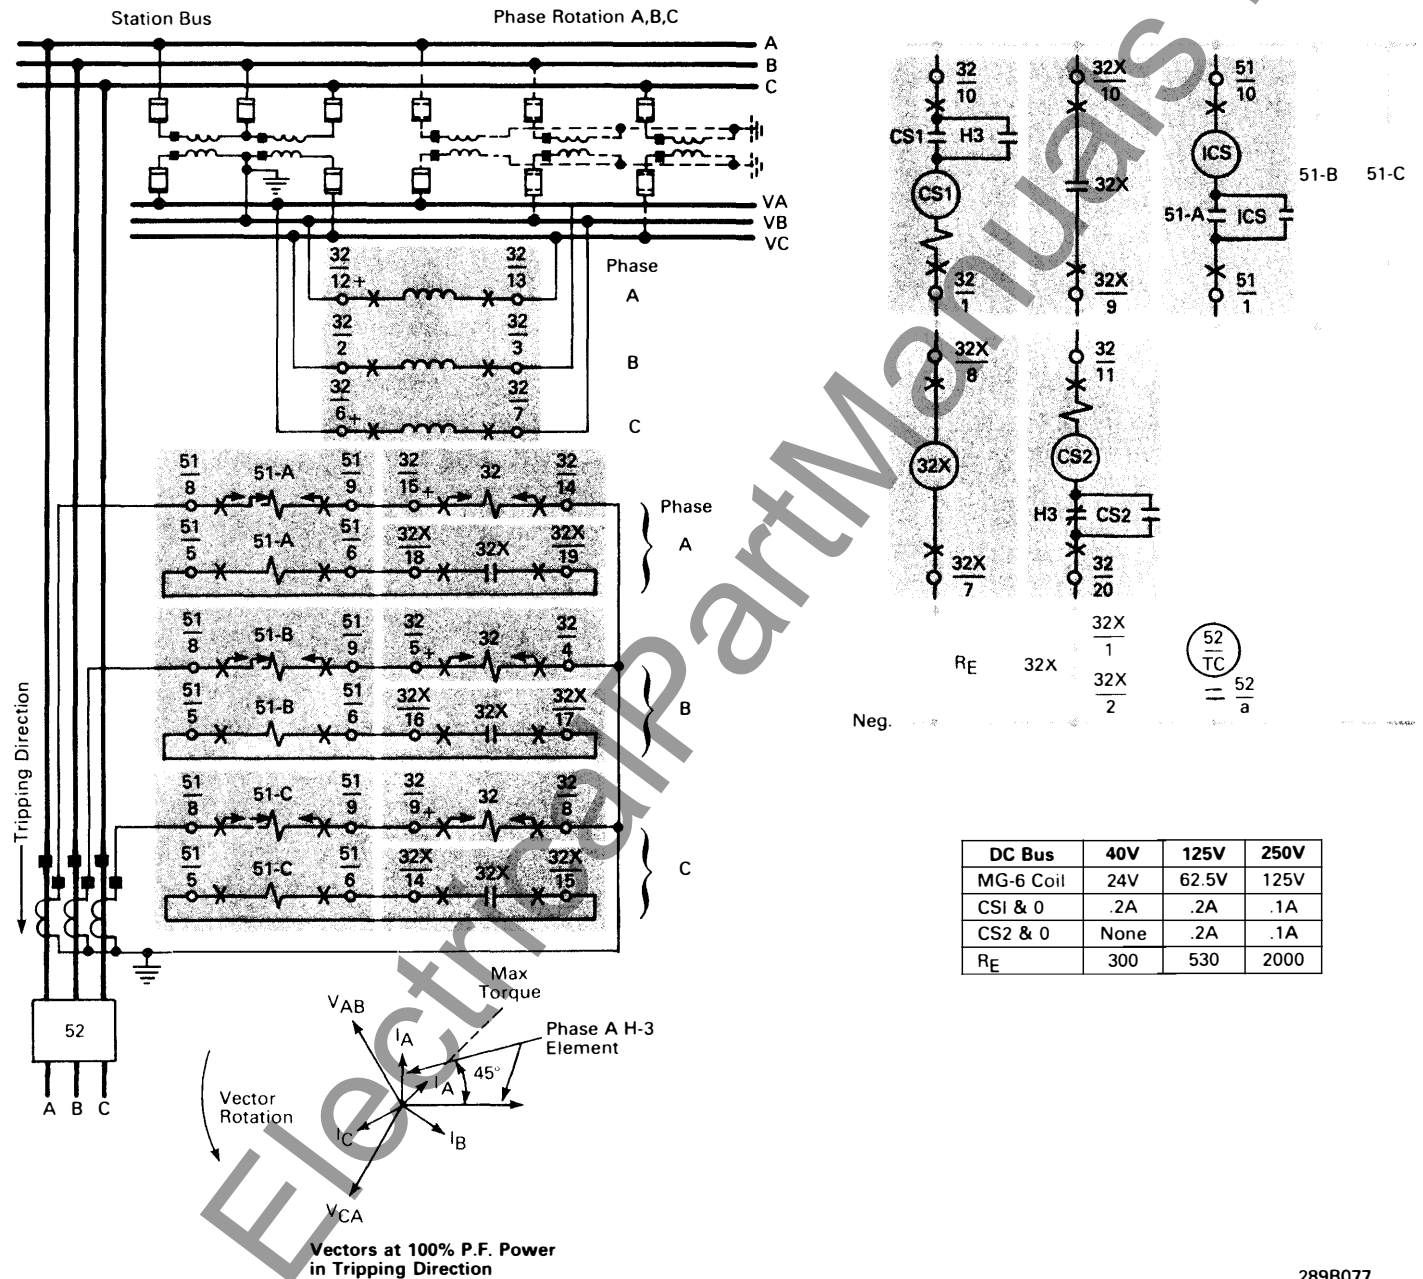 Station Bus
Phase Rotation A,B,C
A
B
C
VA
VB
VC
Phase
32
12 +
32
13
A
32
2
32
3
B
32
6 +
32
7
C
51
8
51-A
51
9
32
15 +
32
32
14
Phase
51
5
51-A
51
6
32X
18
32X
32X
19
A
51
8
51-B
51
9
32
5 +
32
32
4
51
5
51-B
51
6
32X
16
32X
32X
17
B
51
8
51-C
51
9
32
9 +
32
32
8
51
5
51-C
51
6
32X
14
32X
32X
15
C
Tripping Direction
52
A B C
Vector
Rotation
VAB
IA
IA
IB
IC
VCA
45°
Max
Torque
Phase A H-3
Element
Vectors at 100% P.F. Power
in Tripping Direction
32
10
CS1
H3
CS1
32
1
32X
10
32X
32X
9
51
10
ICS
51-A
ICS
51
1
51-B
51-C
32X
8
32X
32X
7
32
11
CS2
H3
CS2
32
20
RE
32X
32X
1
32X
2
52
TC
52
a
Neg.
DC Bus 40V 125V 250V
MG-6 Coil 24V 62.5V 125V
CSI & 0 .2A .2A .1A
CS2 & 0 None .2A .1A
RE 300 530 2000
289B077
ElectricalPartManuals